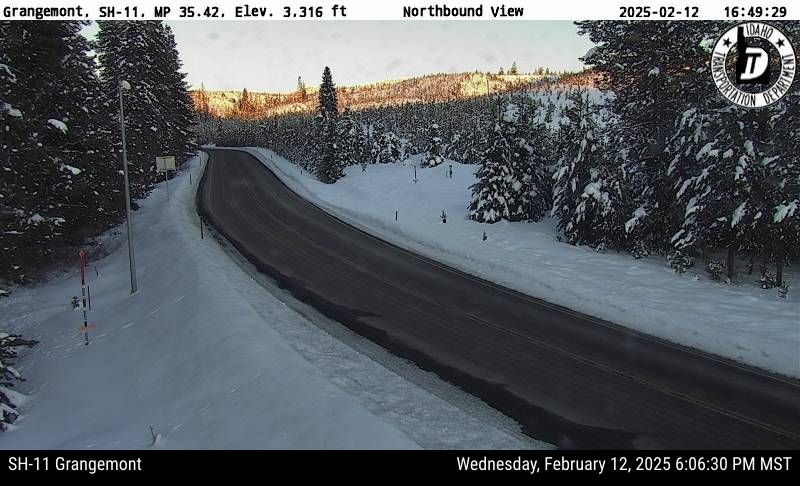 Grangemont, SH-11, MP 35.42, Elev. 3,316 ft Northbound View 2025-02-12 16:49:29
IDAHO
TRANSPORTATION DEPARTMENT
SH-11 Grangemont Wednesday, February 12, 2025 6:06:30 PM MST